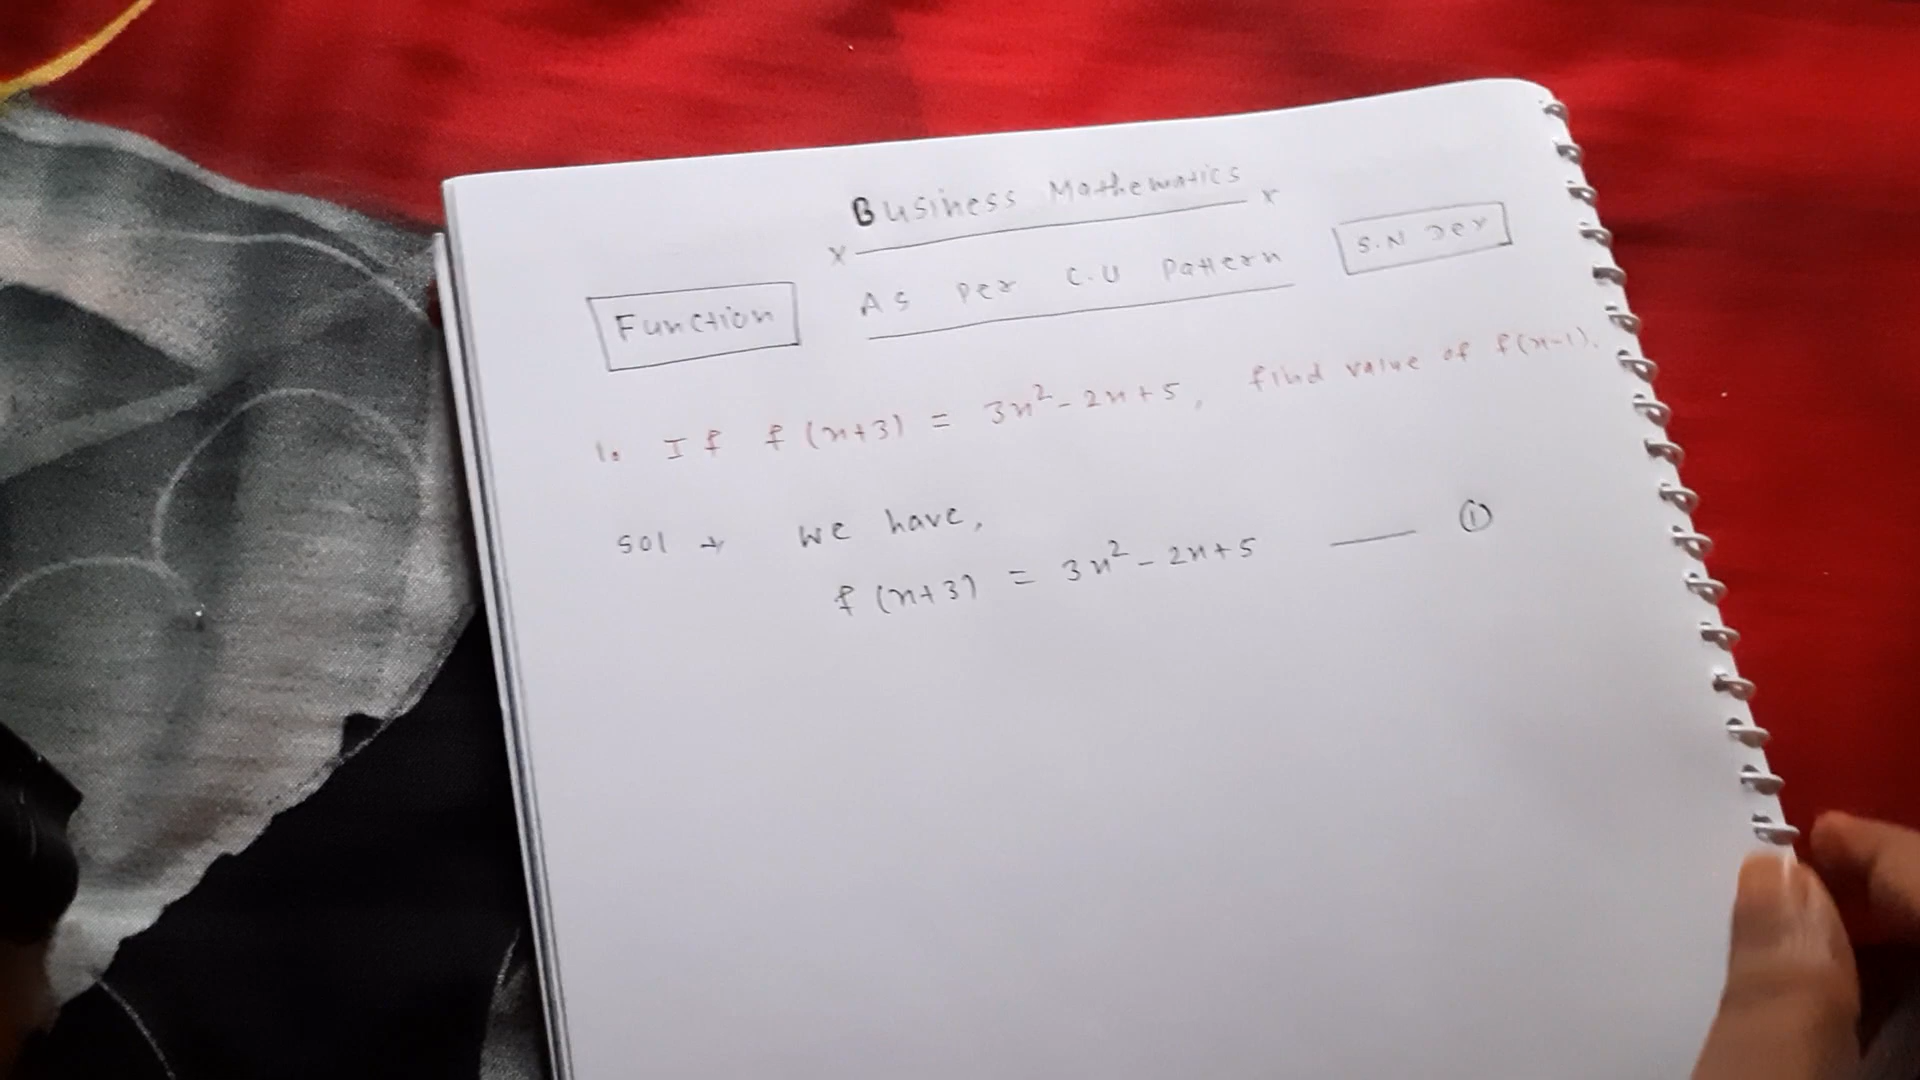 Business Mathematics
As per C.U Pattern
S.N Dey
Function
1. If f(x+3) = 3x²-2x+5, find value of f(x-1).
Sol → We have,
f(x+3) = 3x²-2x+5 —— ①